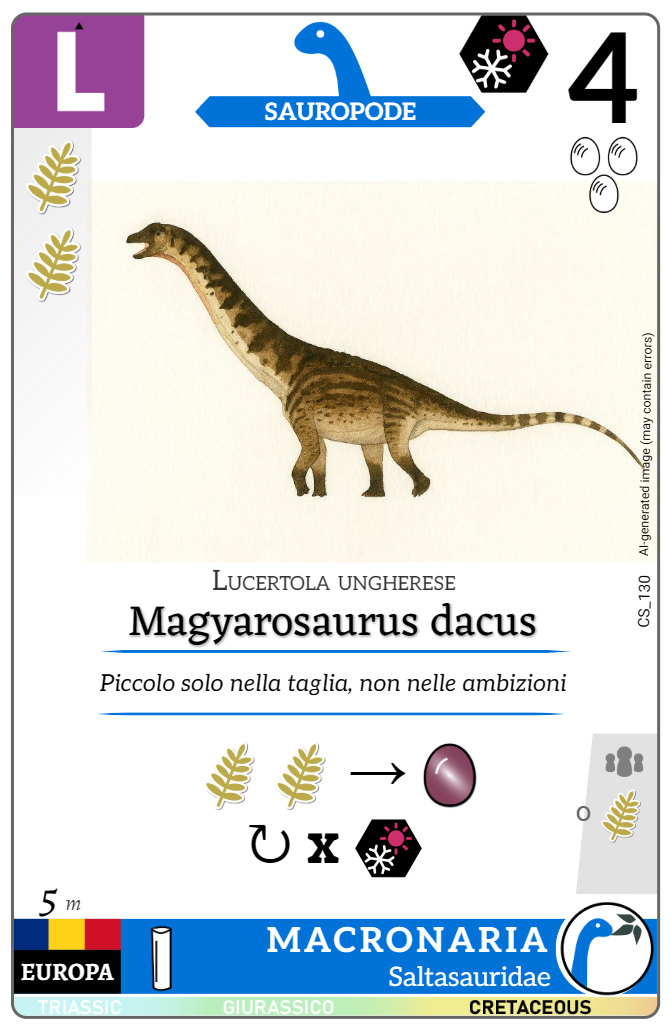 L
SAUROPODE
4
AI-generated image (may contain errors)
CS_130
Lucertola ungherese
Magyarosaurus dacus
Piccolo solo nella taglia, non nelle ambizioni
x
o
5 m
EUROPA
MACRONARIA
Saltasauridae
TRIASSIC GIURASSICO CRETACEOUS